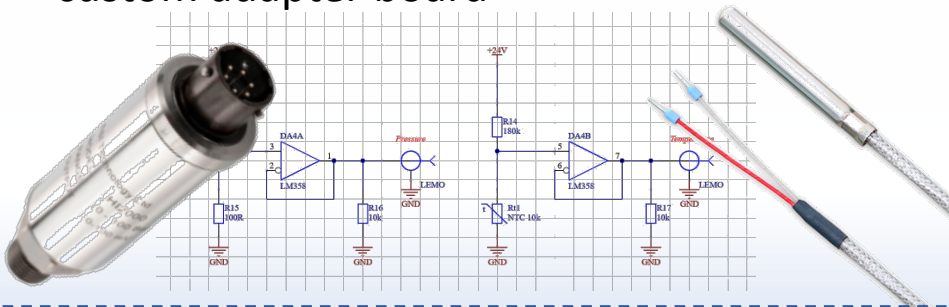 custom adapter board
+24V
DA4A
3
2
1
LM358
R15
100R
GND
R16
10k
GND
Pressure
LEMO
GND
+24V
R14
180k
Rt1
NTC 10k
t
GND
DA4B
5
6
7
LM358
R17
10k
GND
LEMO
GND